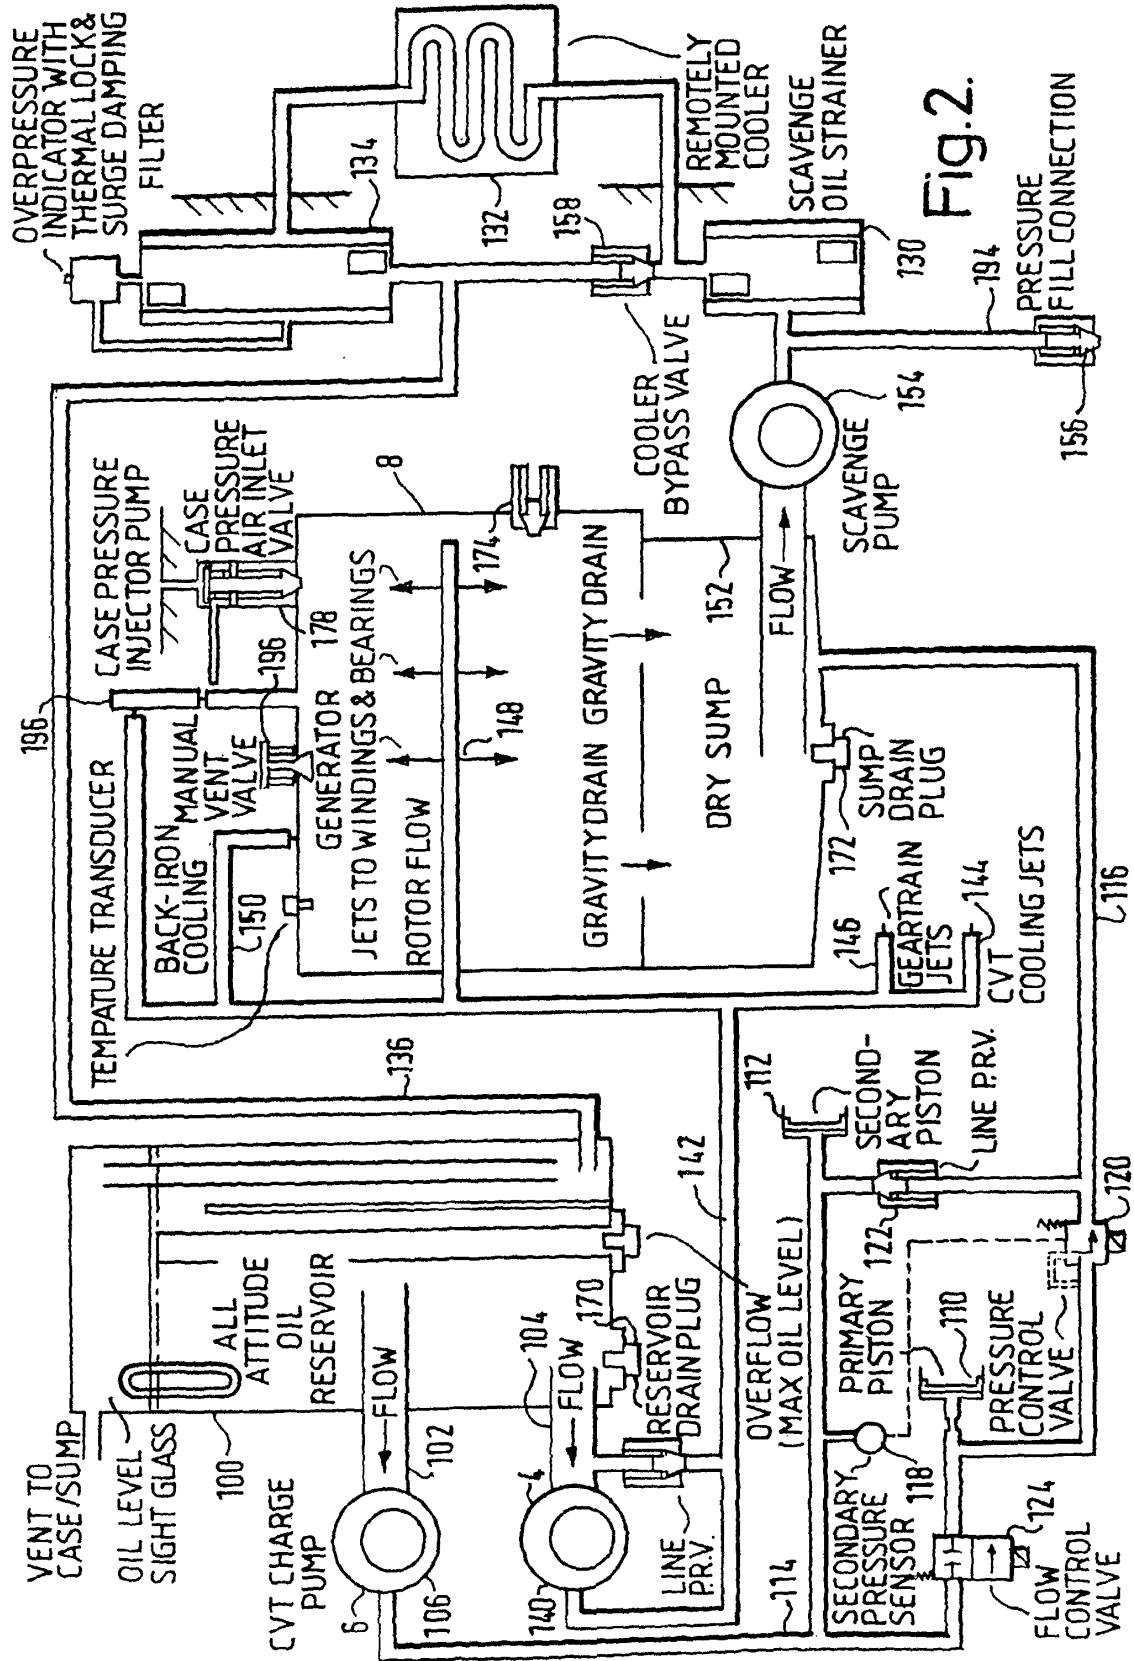 OVERPRESSURE
INDICATOR WITH
THERMAL LOCK &
SURGE DAMPING
FILTER
134
132
REMOTELY
MOUNTED
COOLER
158
SCAVENGE
OIL STRAINER
130
Fig.2.
PRESSURE
FILL CONNECTION
194
156
COOLER
BYPASS VALVE
154
SCAVENGE
PUMP
CASE PRESSURE
INJECTOR PUMP
CASE
PRESSURE
AIR INLET
VALVE
8
174
178
196
196
MANUAL
VENT
VALVE
GENERATOR
JETS TO WINDINGS & BEARINGS
ROTOR FLOW
148
GRAVITY DRAIN GRAVITY DRAIN
DRY SUMP
152
FLOW
TEMPATURE TRANSDUCER
BACK-IRON
COOLING
150
172
SUMP
DRAIN
PLUG
146
GEARTRAIN
JETS
144
CVT
COOLING JETS
116
136
VENT TO
CASE/SUMP
OIL LEVEL
SIGHT GLASS
100
ALL
ATTITUDE
OIL
RESERVOIR
FLOW
102
CVT CHARGE
PUMP
6
106
104
FLOW
170
4
140
RESERVOIR
DRAIN PLUG
LINE
P.R.V.
142
OVERFLOW
(MAX OIL LEVEL)
112
SECOND-
ARY
PISTON
LINE P.R.V.
122
120
114
PRIMARY
PISTON
110
PRESSURE
CONTROL
VALVE
SECONDARY
PRESSURE
SENSOR
118
124
FLOW
CONTROL
VALVE